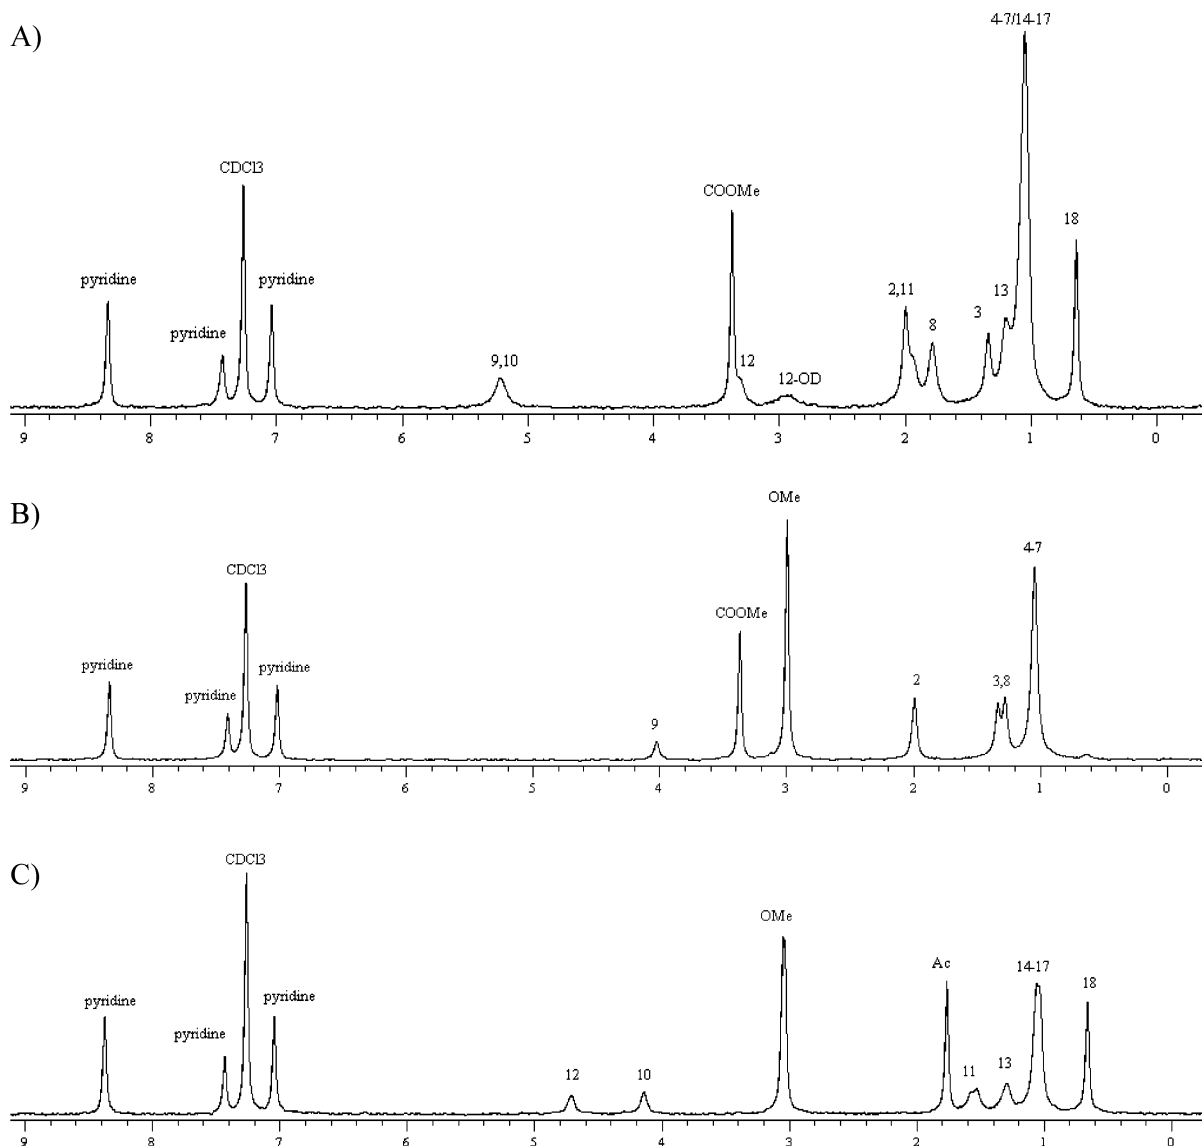 A)
4-7/14-17
CDCl3
COOMe
18
pyridine
pyridine
pyridine
2,11
13
3
8
9,10
12
12-OD
9 8 7 6 5 4 3 2 1 0
B)
OMe
4-7
CDCl3
COOMe
pyridine
pyridine
pyridine
2
3,8
9
9 8 7 6 5 4 3 2 1 0
C)
CDCl3
OMe
Ac
14-17
18
pyridine
pyridine
pyridine
12
10
11
13
9 8 7 6 5 4 3 2 1 0